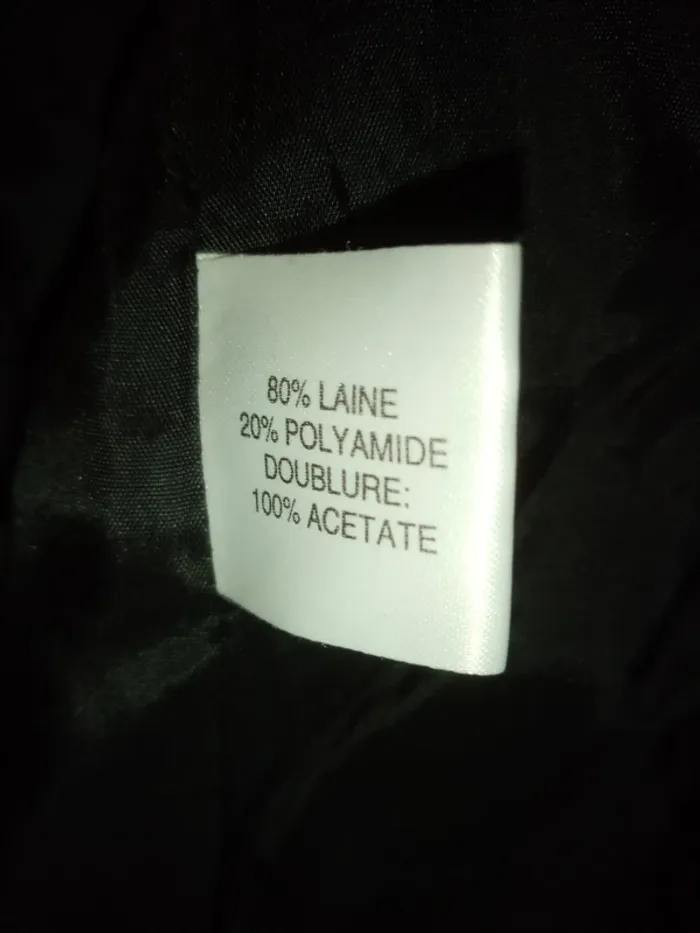 80% LAINE
20% POLYAMIDE
DOUBLURE:
100% ACETATE